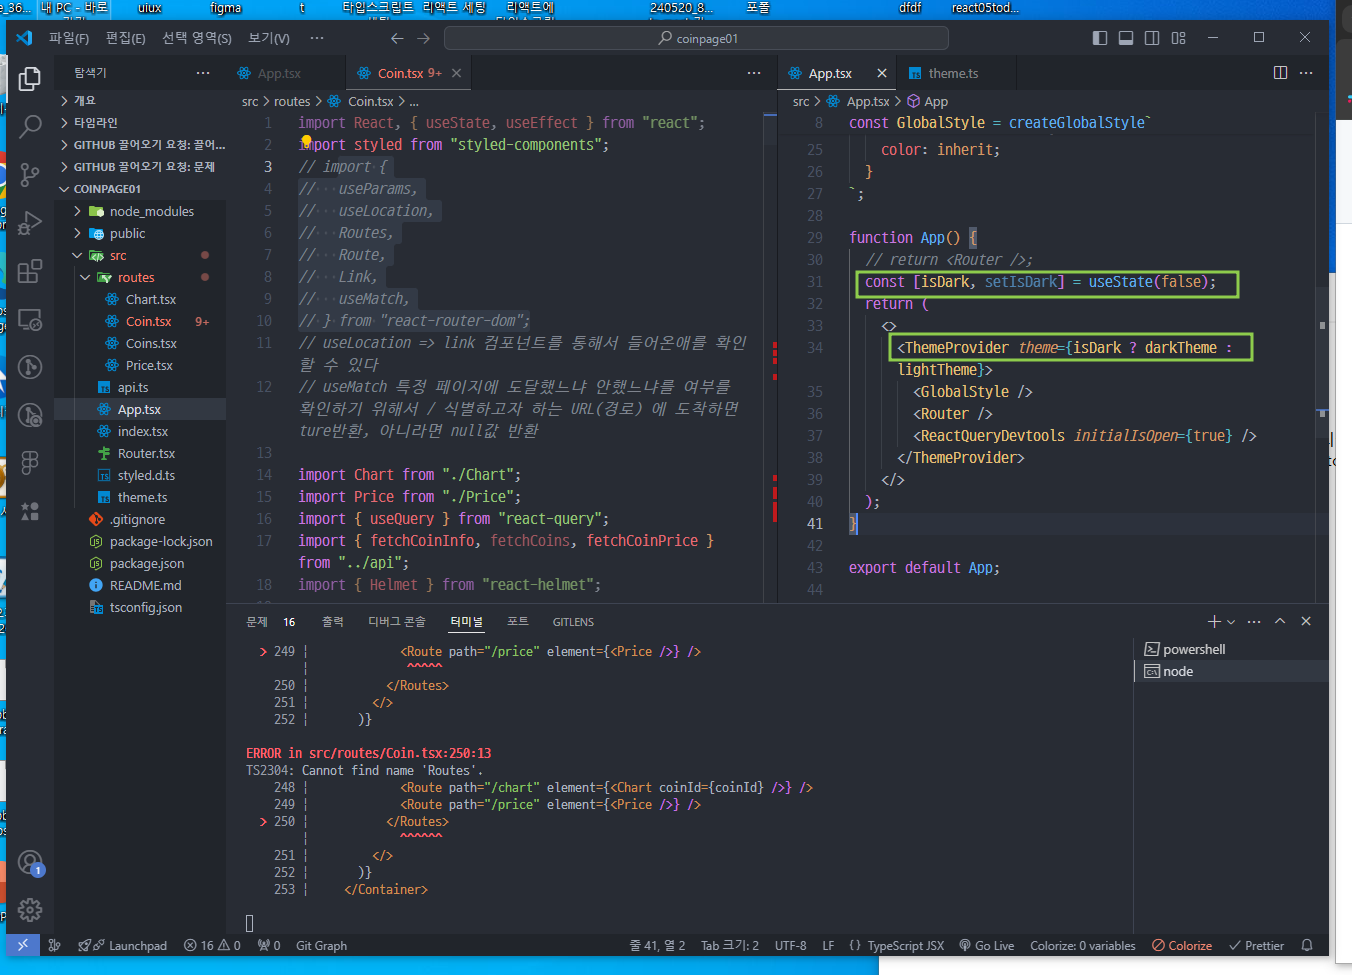 내 PC - 바로
uiux
figma
t
타입스크립트
리액트 세팅
리액트에
240520_8...
포폴
dfdf
react05tod...
파일(F)
편집(E)
선택 영역(S)
보기(V)
···
coinpage01
탐색기
App.tsx
Coin.tsx 9+
App.tsx
theme.ts
개요
타임라인
GITHUB 끌어오기 요청: 끌어...
GITHUB 끌어오기 요청: 문제
COINPAGE01
node_modules
public
src
routes
Chart.tsx
Coin.tsx 9+
Coins.tsx
Price.tsx
api.ts
App.tsx
index.tsx
Router.tsx
styled.d.ts
theme.ts
.gitignore
package-lock.json
package.json
README.md
tsconfig.json
src > routes > Coin.tsx > ...
1 import React, { useState, useEffect } from "react";
2 import styled from "styled-components";
3 // import {
4 // useParams,
5 // useLocation,
6 // Routes,
7 // Route,
8 // Link,
9 // useMatch,
10 // } from "react-router-dom";
11 // useLocation => link 컴포넌트를 통해서 들어온애를 확인
할 수 있다
12 // useMatch 특정 페이지에 도달했느냐 안했느냐를 여부를
확인하기 위해서 / 식별하고자 하는 URL(경로) 에 도착하면
ture반환, 아니라면 null값 반환
13
14 import Chart from "./Chart";
15 import Price from "./Price";
16 import { useQuery } from "react-query";
17 import { fetchCoinInfo, fetchCoins, fetchCoinPrice }
from "../api";
18 import { Helmet } from "react-helmet";
src > App.tsx > App
8 const GlobalStyle = createGlobalStyle`
25 color: inherit;
26 }
27 `;
28
29 function App() {
30 // return <Router />;
31 const [isDark, setIsDark] = useState(false);
32 return (
33 <>
34 <ThemeProvider theme={isDark ? darkTheme :
lightTheme}>
35 <GlobalStyle />
36 <Router />
37 <ReactQueryDevtools initialIsOpen={true} />
38 </ThemeProvider>
39 </>
40 );
41 }
42
43 export default App;
44
문제 16
출력
디버그 콘솔
터미널
포트
GITLENS
> 249 | <Route path="/price" element={<Price />} />
| ^^^^^
250 | </Routes>
251 | </>
252 | )}
ERROR in src/routes/Coin.tsx:250:13
TS2304: Cannot find name 'Routes'.
248 | <Route path="/chart" element={<Chart coinId={coinId} />} />
249 | <Route path="/price" element={<Price />} />
> 250 | </Routes>
| ^^^^^^
251 | </>
252 | )}
253 | </Container>
powershell
node
1
Launchpad
16
0
0
Git Graph
줄 41, 열 2
Tab 크기: 2
UTF-8
LF
{ } TypeScript JSX
Go Live
Colorize: 0 variables
Colorize
Prettier